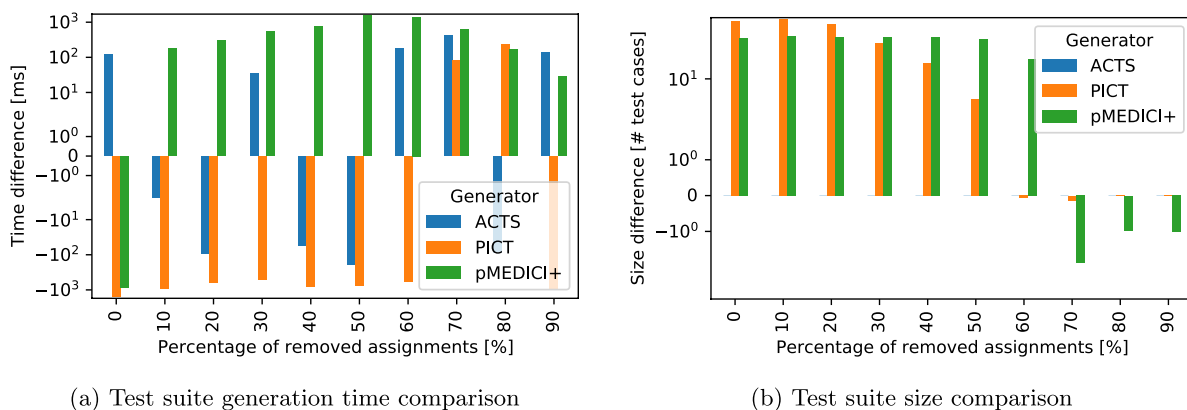 Time difference [ms]
10³
10²
10¹
10⁰
0
−10⁰
−10¹
−10²
−10³
Generator
ACTS
PICT
pMEDICI+
0 10 20 30 40 50 60 70 80 90
Percentage of removed assignments [%]
(a) Test suite generation time comparison
Size difference [# test cases]
10¹
10⁰
0
−10⁰
Generator
ACTS
PICT
pMEDICI+
0 10 20 30 40 50 60 70 80 90
Percentage of removed assignments [%]
(b) Test suite size comparison